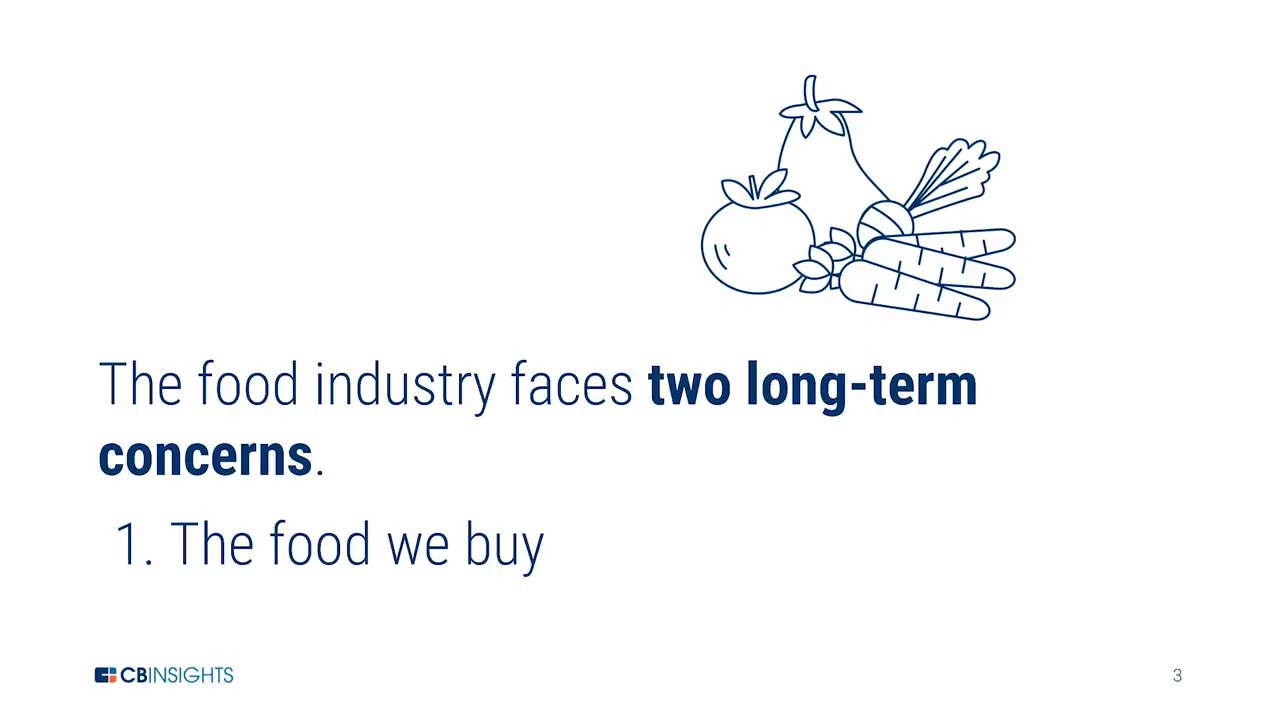 The food industry faces two long-term
concerns.
1. The food we buy
CBINSIGHTS
3